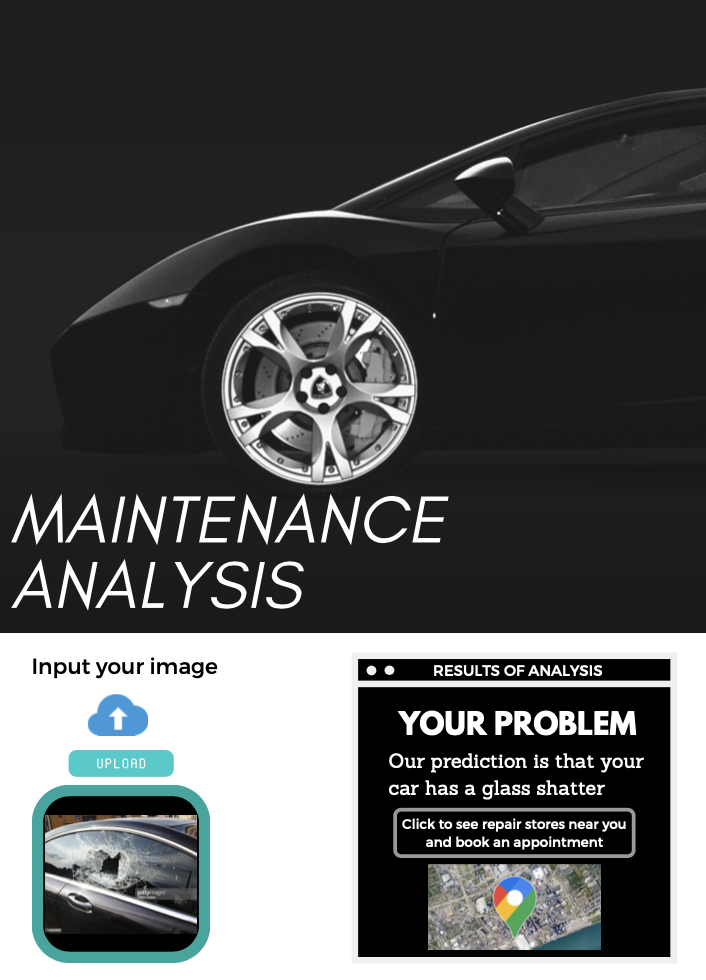 MAINTENANCE
ANALYSIS
Input your image
UPLOAD
gettyimages
RESULTS OF ANALYSIS
YOUR PROBLEM
Our prediction is that your
car has a glass shatter
Click to see repair stores near you
and book an appointment